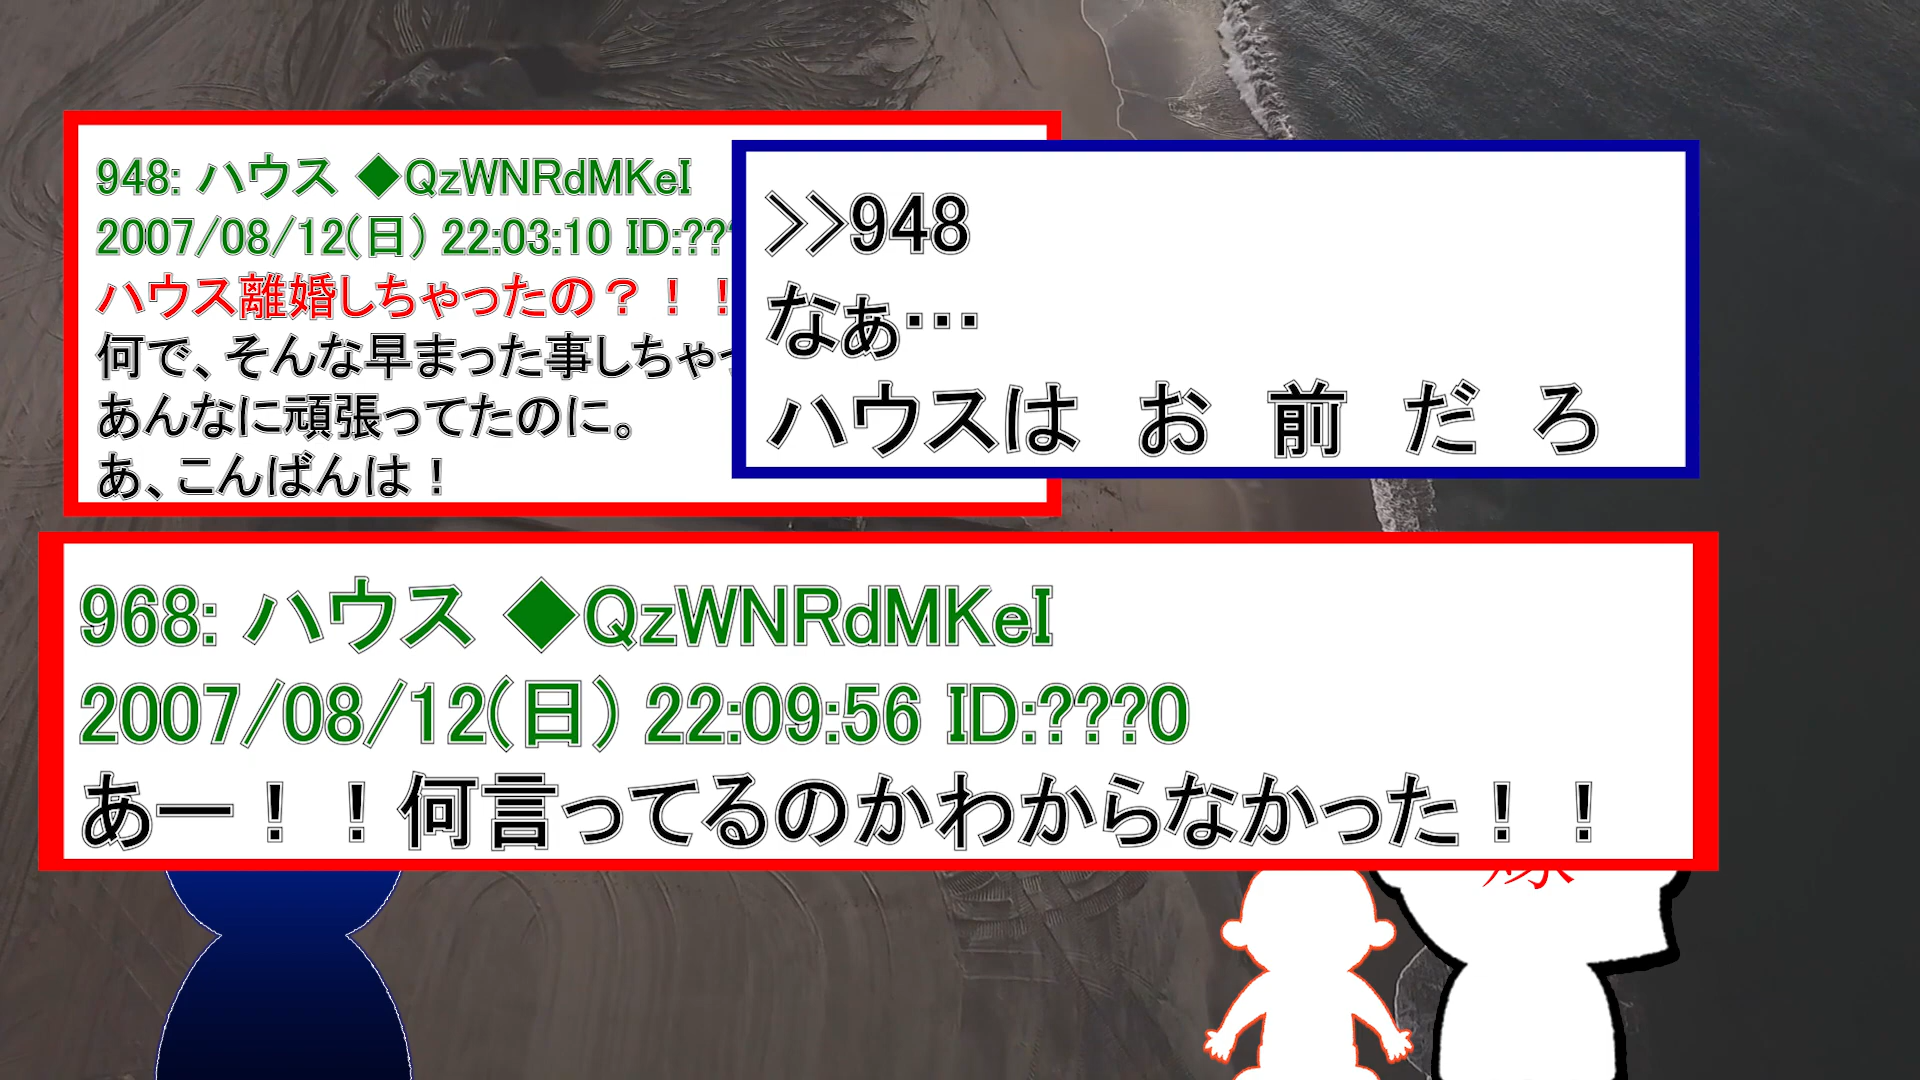 948: ハウス ◆QzWNRdMKeI
2007/08/12(日) 22:03:10 ID:??
ハウス離婚しちゃったの？！！
何で、そんな早まった事しちゃっ
あんなに頑張ってたのに。
あ、こんばんは！
>>948
なぁ…
ハウスは お 前 だ ろ
968: ハウス ◆QzWNRdMKeI
2007/08/12(日) 22:09:56 ID:???0
あー！！何言ってるのかわからなかった！！